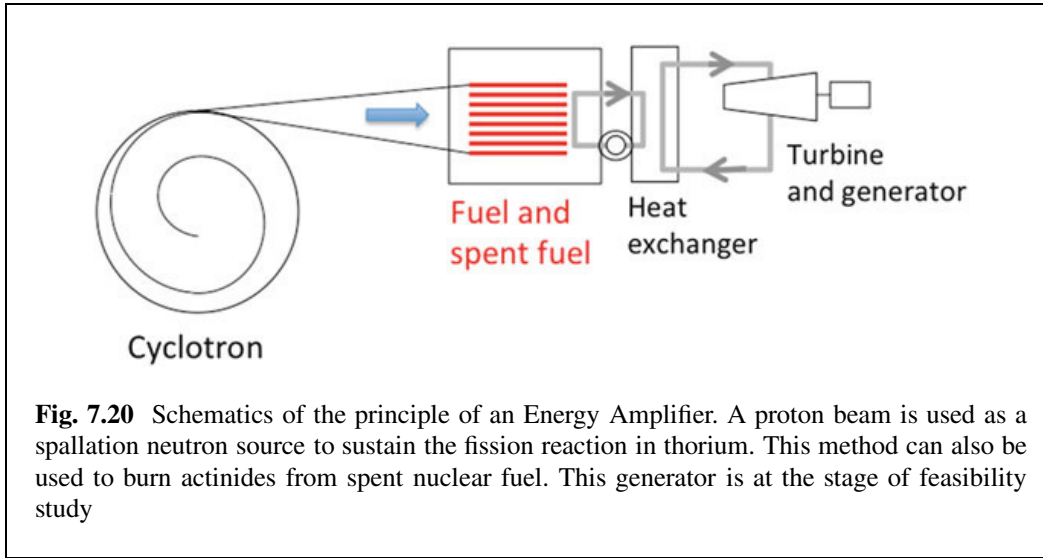 Fuel and
spent fuel
Heat
exchanger
Turbine
and generator
Cyclotron
Fig. 7.20 Schematics of the principle of an Energy Amplifier. A proton beam is used as a
spallation neutron source to sustain the fission reaction in thorium. This method can also be
used to burn actinides from spent nuclear fuel. This generator is at the stage of feasibility
study